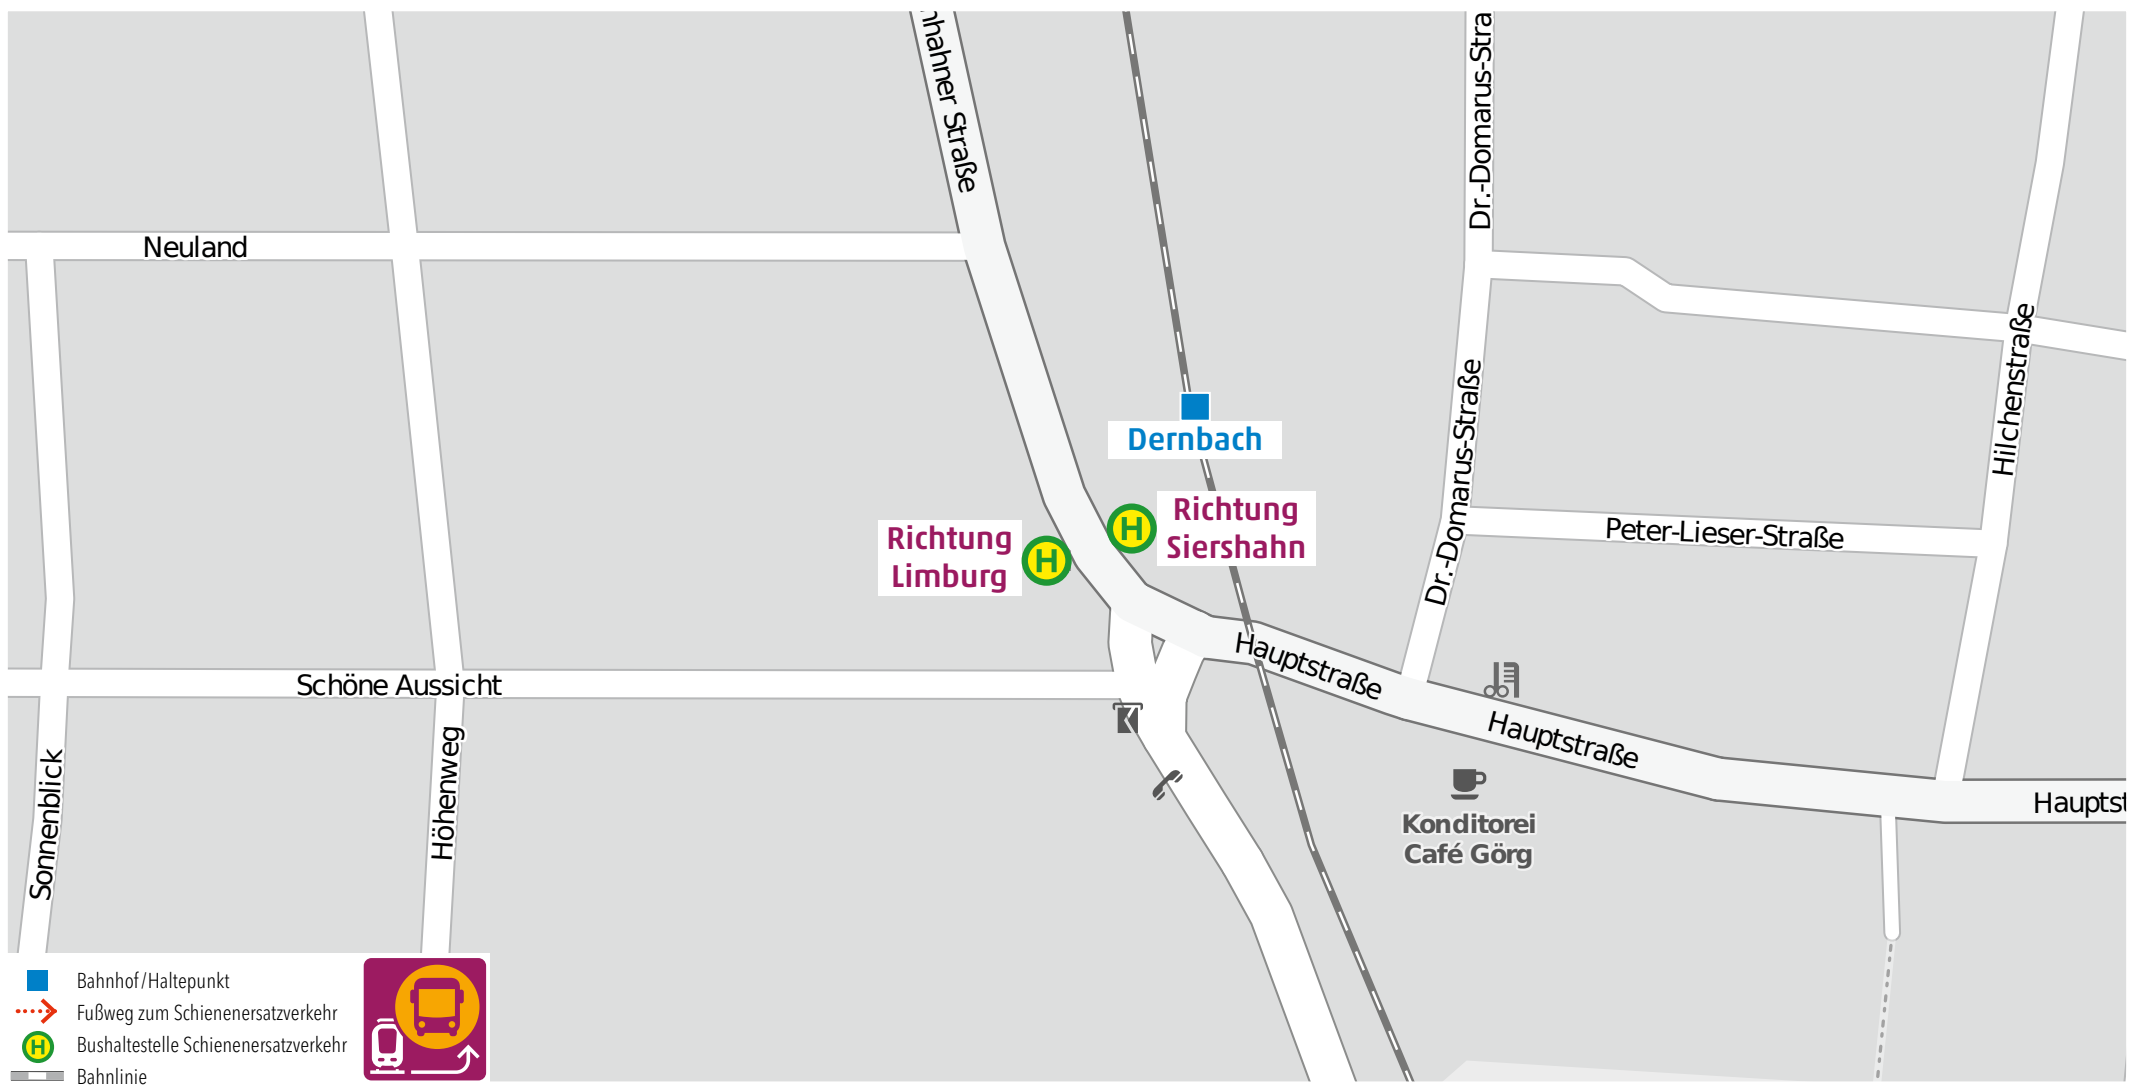 nhahner Straße
Dr.-Domarus-Stra
Neuland
Hilchenstraße
Dr.-Domarus-Straße
Dernbach
Richtung
Siershahn
Richtung
Limburg
H
H
Peter-Lieser-Straße
Hauptstraße
Schöne Aussicht
Hauptstraße
Höhenweg
Sonnenblick
Hauptst
Konditorei
Café Görg
Bahnhof/Haltepunkt
Fußweg zum Schienenersatzverkehr
H
Bushaltestelle Schienenersatzverkehr
Bahnlinie